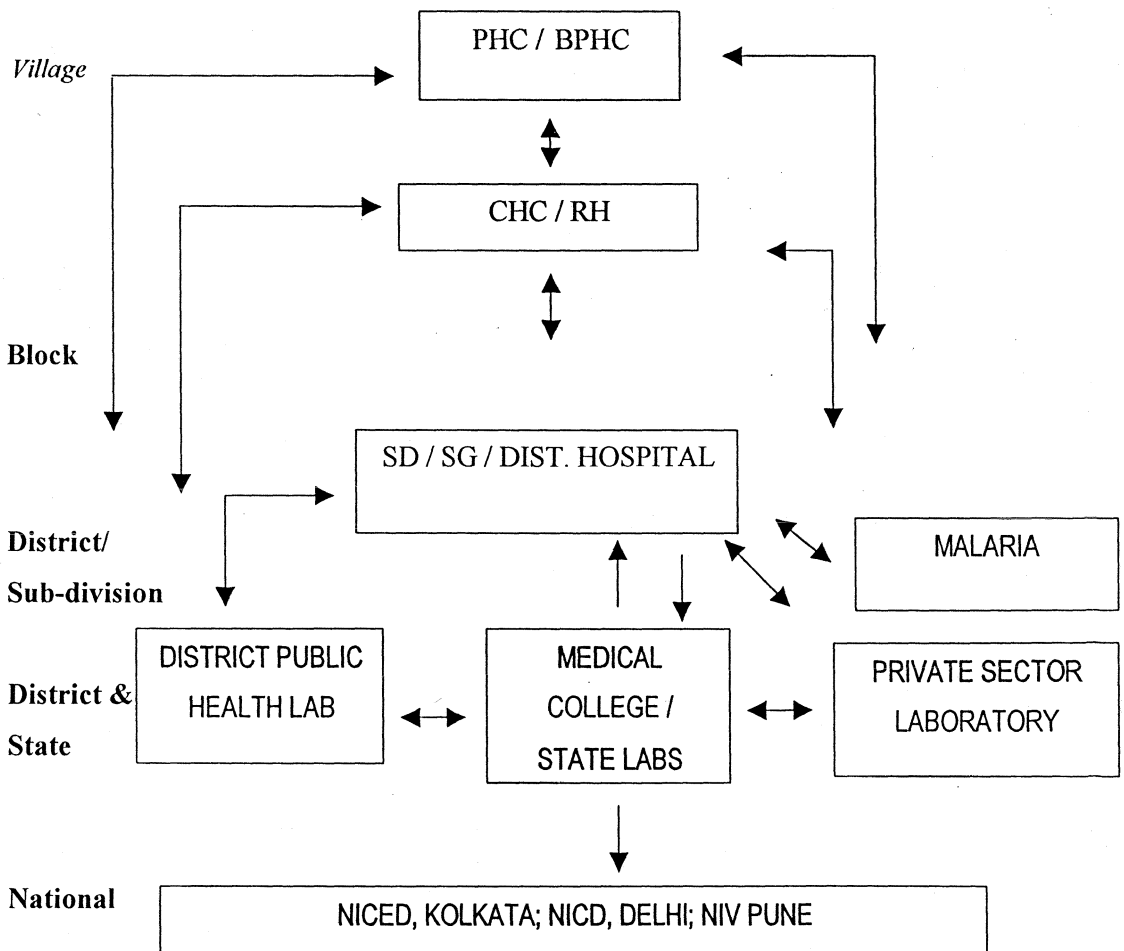 PHC / BPHC
Village
CHC / RH
Block
SD / SG / DIST. HOSPITAL
District/
Sub-division
MALARIA
DISTRICT PUBLIC
HEALTH LAB
MEDICAL
COLLEGE /
STATE LABS
PRIVATE SECTOR
LABORATORY
District &
State
National
NICED, KOLKATA; NICD, DELHI; NIV PUNE